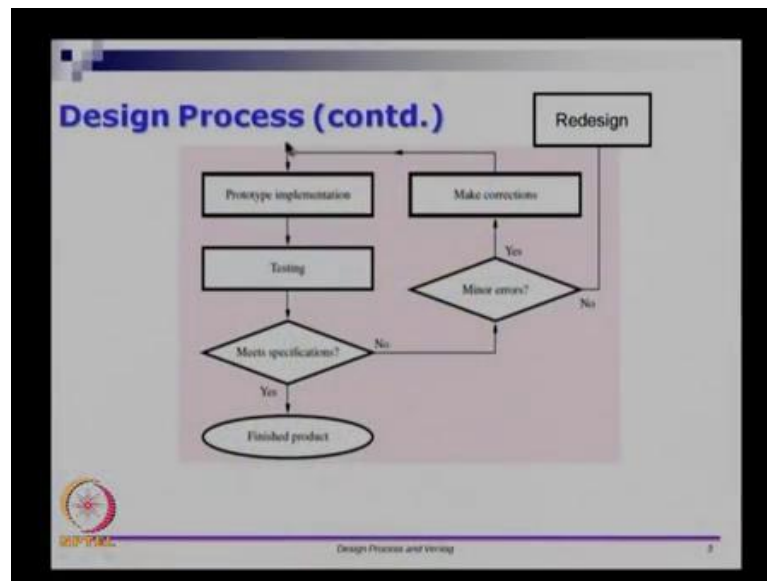 Design Process (contd.)
Redesign
Prototype implementation
Make corrections
Testing
Yes
Minor errors?
No
Meets specifications?
No
Yes
Finished product
NPTEL
Design Process and Verilog